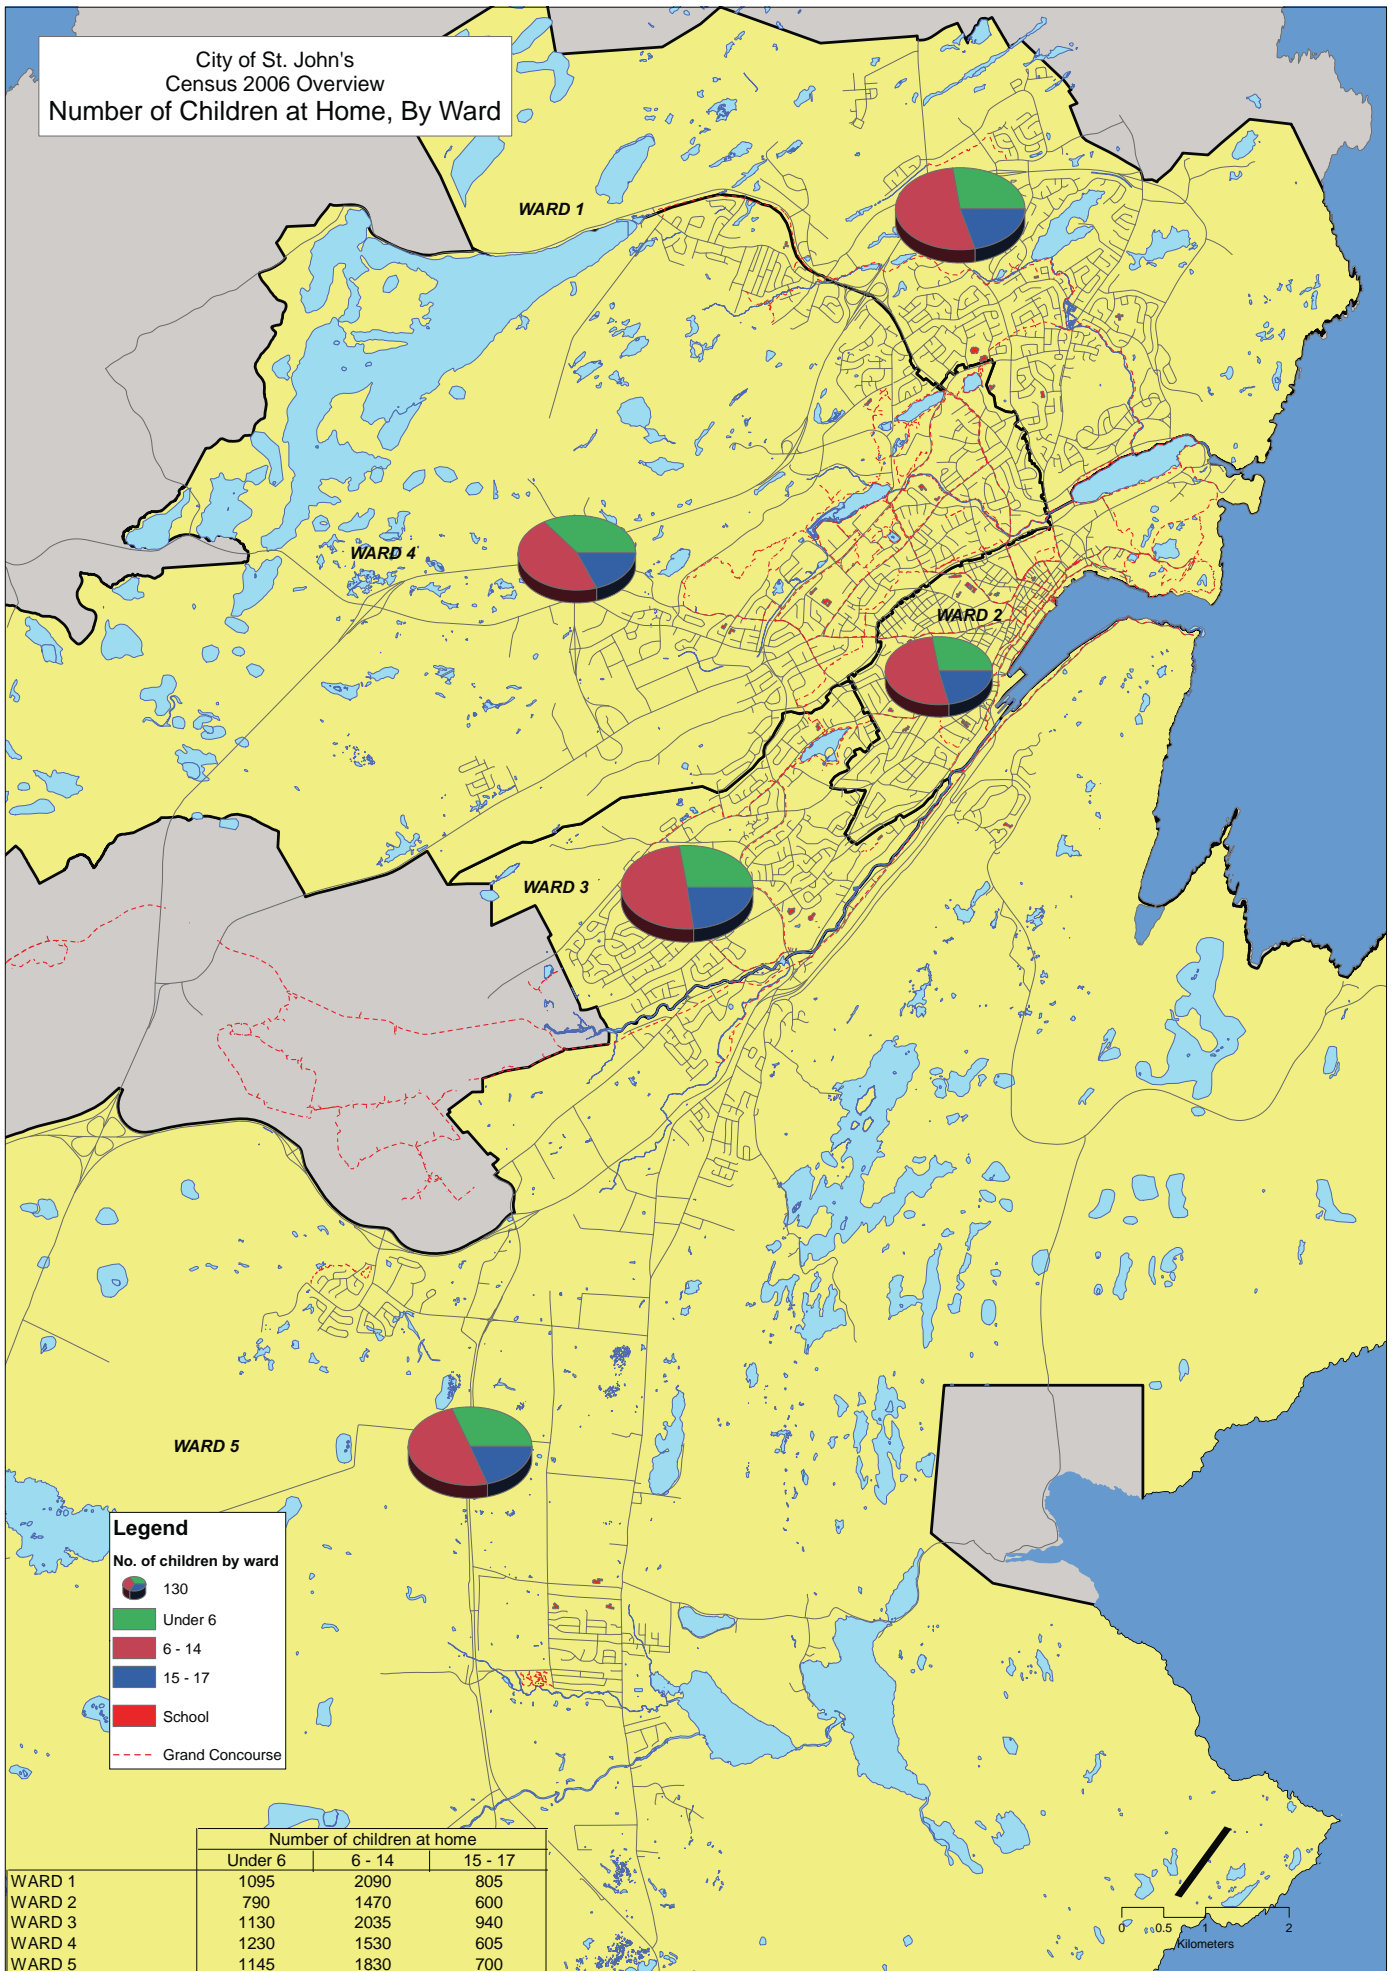 City of St. John's
Census 2006 Overview
Number of Children at Home, By Ward
WARD 1
WARD 4
WARD 2
WARD 3
WARD 5
Legend
No. of children by ward
130
Under 6
6 - 14
15 - 17
School
Grand Concourse
Number of children at home
Under 6 6 - 14 15 - 17
WARD 1 1095 2090 805
WARD 2 790 1470 600
WARD 3 1130 2035 940
WARD 4 1230 1530 605
WARD 5 1145 1830 700
0 0.5 1 2
Kilometers